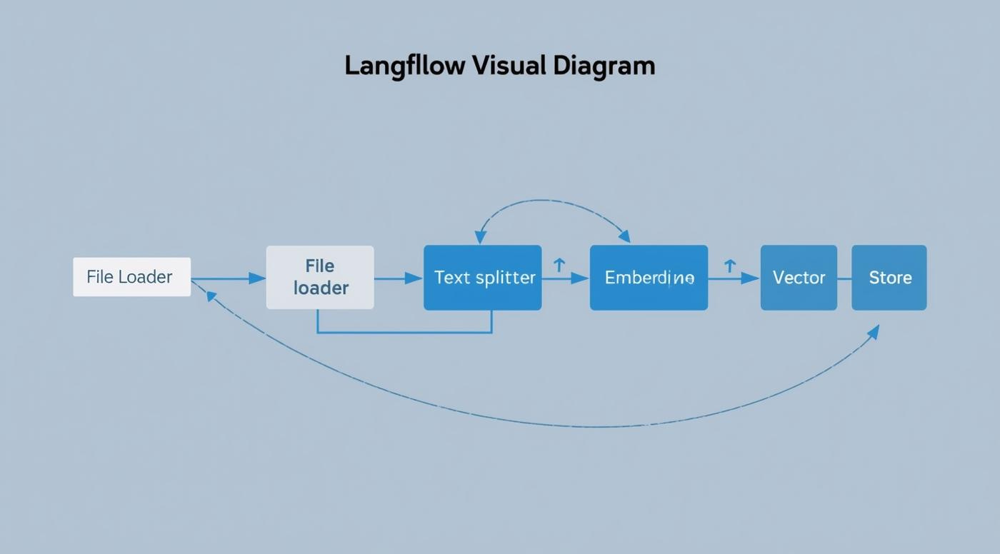 Langfllow Visual Diagram
File Loader
File
loader
Text splitter
Vector
Store